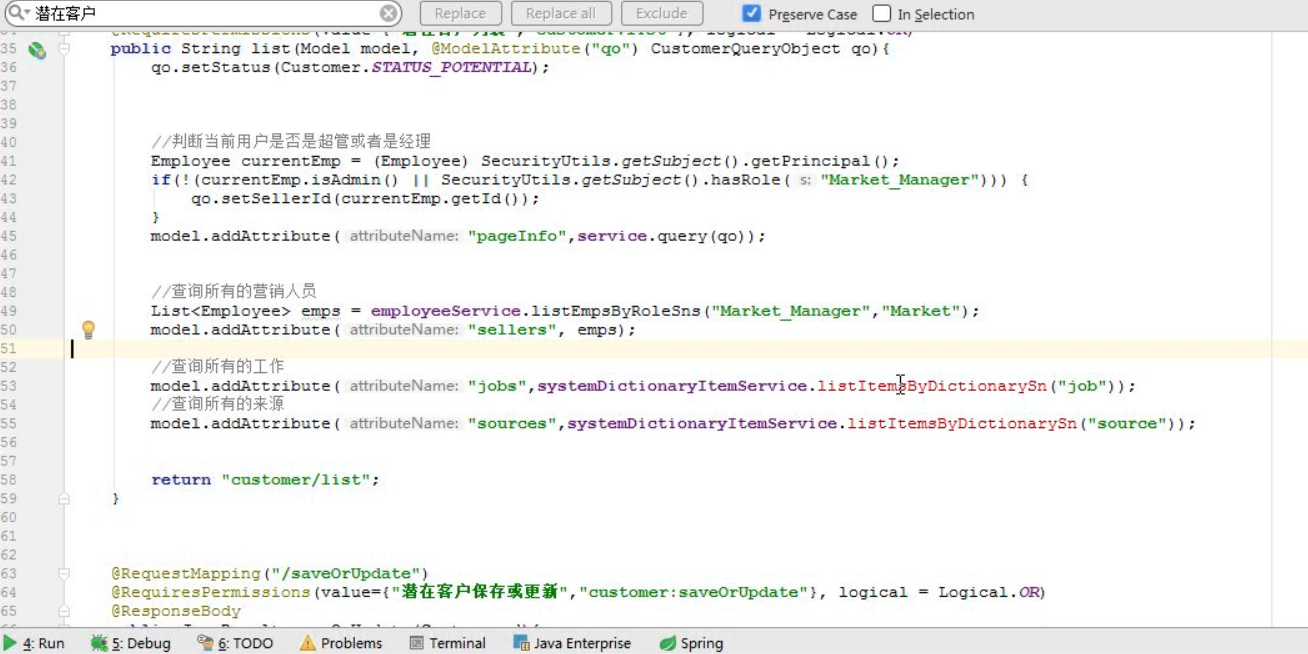 潜在客户 Replace Replace all Exclude Preserve Case In Selection
35 public String list(Model model, @ModelAttribute("qo") CustomerQueryObject qo){
36 qo.setStatus(Customer.STATUS_POTENTIAL);
37
38
39
40 //判断当前用户是否是超管或者是经理
41 Employee currentEmp = (Employee) SecurityUtils.getSubject().getPrincipal();
42 if(!(currentEmp.isAdmin() || SecurityUtils.getSubject().hasRole( s: "Market_Manager"))) {
43 qo.setSellerId(currentEmp.getId());
44 }
45 model.addAttribute( attributeName: "pageInfo",service.query(qo));
46
47
48 //查询所有的营销人员
49 List<Employee> emps = employeeService.listEmpsByRoleSns("Market_Manager","Market");
50 model.addAttribute( attributeName: "sellers", emps);
51
52 //查询所有的工作
53 model.addAttribute( attributeName: "jobs",systemDictionaryItemService.listItemsByDictionarySn("job"));
54 //查询所有的来源
55 model.addAttribute( attributeName: "sources",systemDictionaryItemService.listItemsByDictionarySn("source"));
56
57
58 return "customer/list";
59 }
60
61
62
63 @RequestMapping("/saveOrUpdate")
64 @RequiresPermissions(value={"潜在客户保存或更新","customer:saveOrUpdate"}, logical = Logical.OR)
65 @ResponseBody
4: Run 5: Debug 6: TODO Problems Terminal Java Enterprise Spring